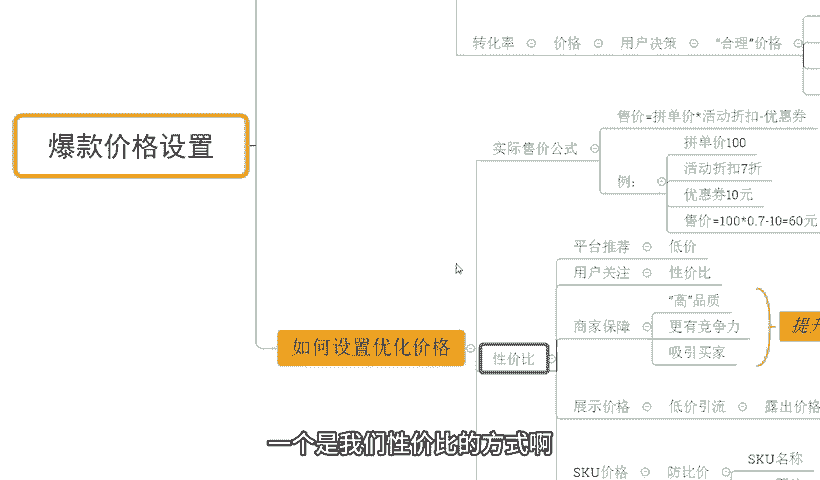 转化率
价格
用户决策
“合理”价格
爆款价格设置
售价=拼单价*活动折扣-优惠券
实际售价公式
例：
拼单价100
活动折扣7折
优惠券10元
售价=100*0.7-10=60元
平台推荐
低价
用户关注
性价比
“高”品质
商家保障
更有竞争力
吸引买家
提升
如何设置优化价格
性价比
展示价格
低价引流
露出价格
一个是我们性价比的方式啊
SKU价格
防比价
SKU名称